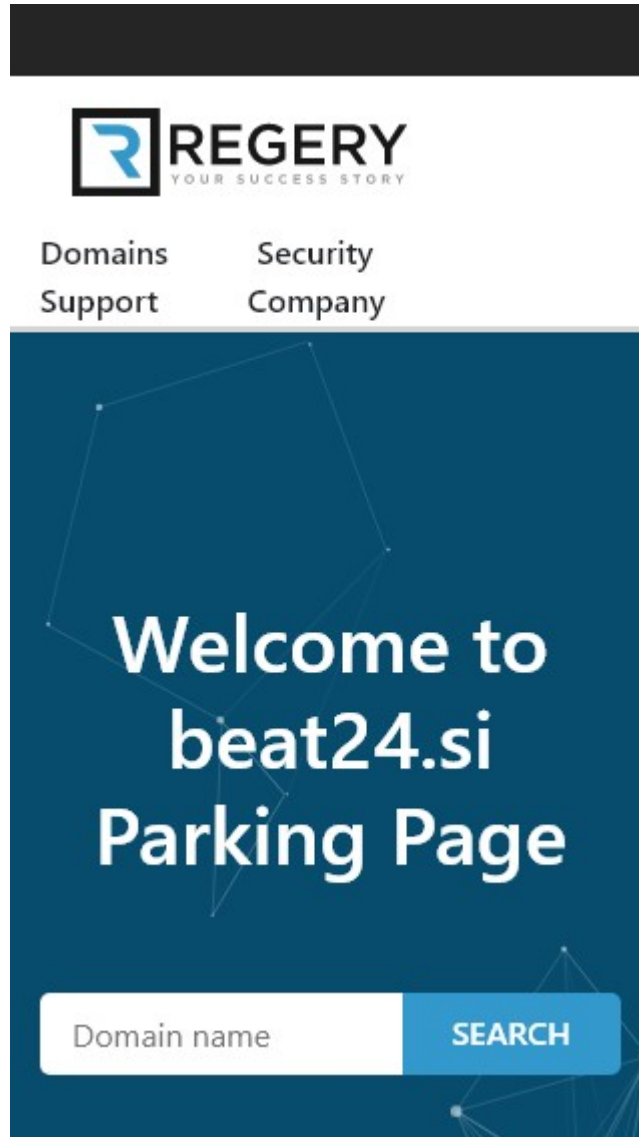 REGERY
YOUR SUCCESS STORY
Domains Security
Support Company
Welcome to
beat24.si
Parking Page
Domain name SEARCH